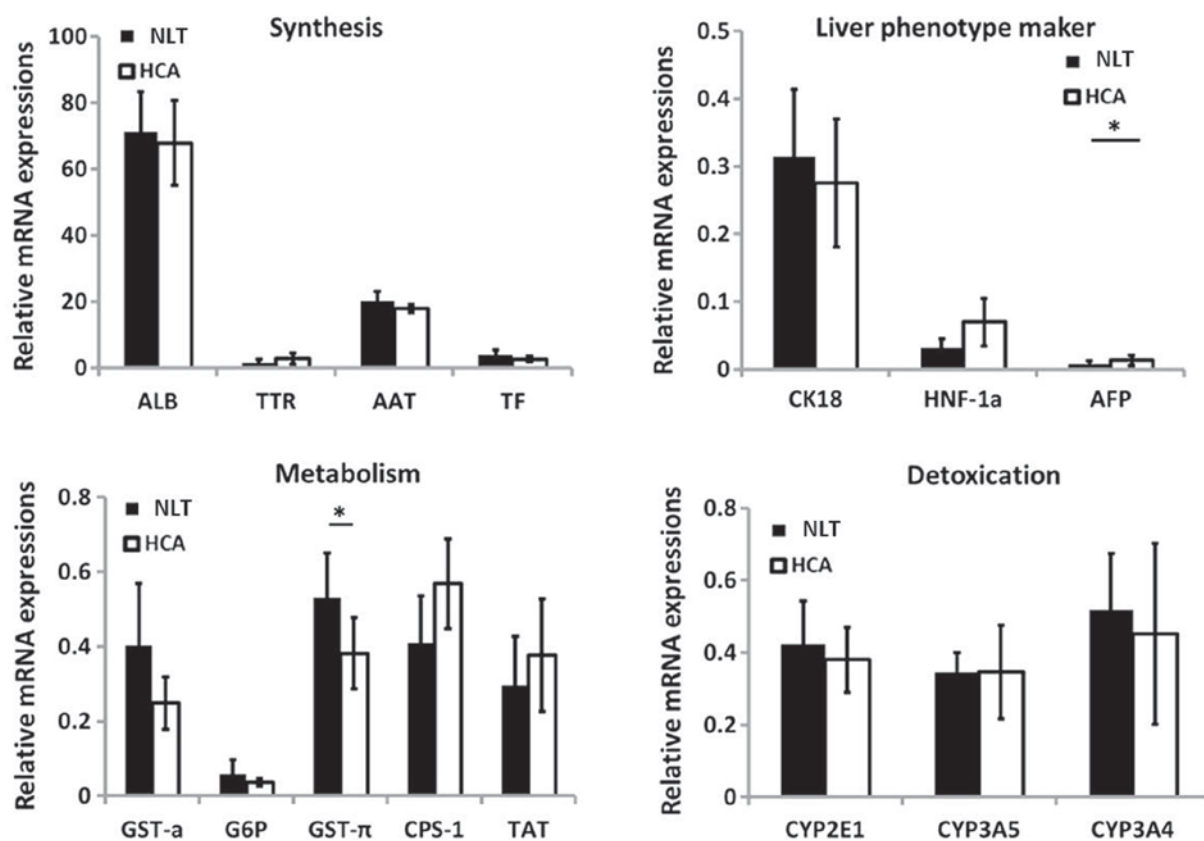 Synthesis
NLT
HCA
Relative mRNA expressions
100
80
60
40
20
0
ALB TTR AAT TF
Liver phenotype maker
NLT
HCA
*
Relative mRNA expressions
0.5
0.4
0.3
0.2
0.1
0
CK18 HNF-1a AFP
Metabolism
NLT
HCA
*
Relative mRNA expressions
0.8
0.6
0.4
0.2
0
GST-a G6P GST-π CPS-1 TAT
Detoxication
NLT
HCA
Relative mRNA expressions
0.8
0.6
0.4
0.2
0
CYP2E1 CYP3A5 CYP3A4